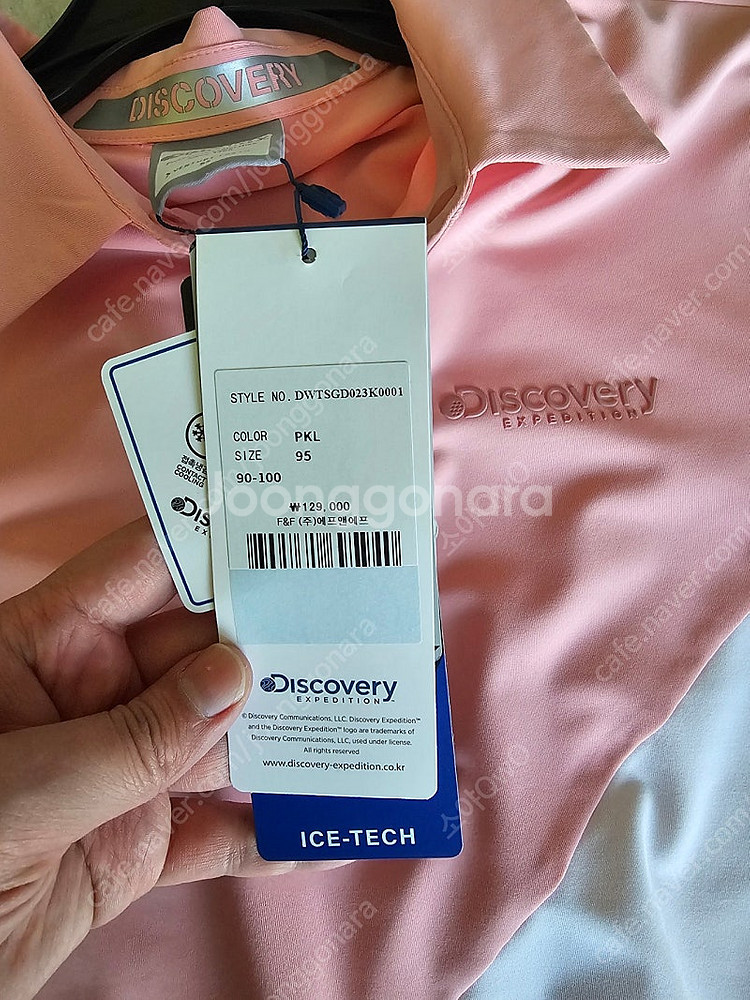 DISCOVERY
STYLE NO. DWTSGD023K0001
COLOR PKL
SIZE 95
90-100
₩129,000
F&F (주)에프앤에프
접촉냉
CONTACT
COOLING
Dis
EXP
Discovery
EXPEDITION™
© Discovery Communications, LLC. Discovery Expedition™
and the Discovery Expedition™ logo are trademarks of
Discovery Communications, LLC, used under license.
All rights reserved
www.discovery-expedition.co.kr
ICE-TECH
Discovery
EXPEDITION
Joonggonara
cafe.naver.com/joonggonara